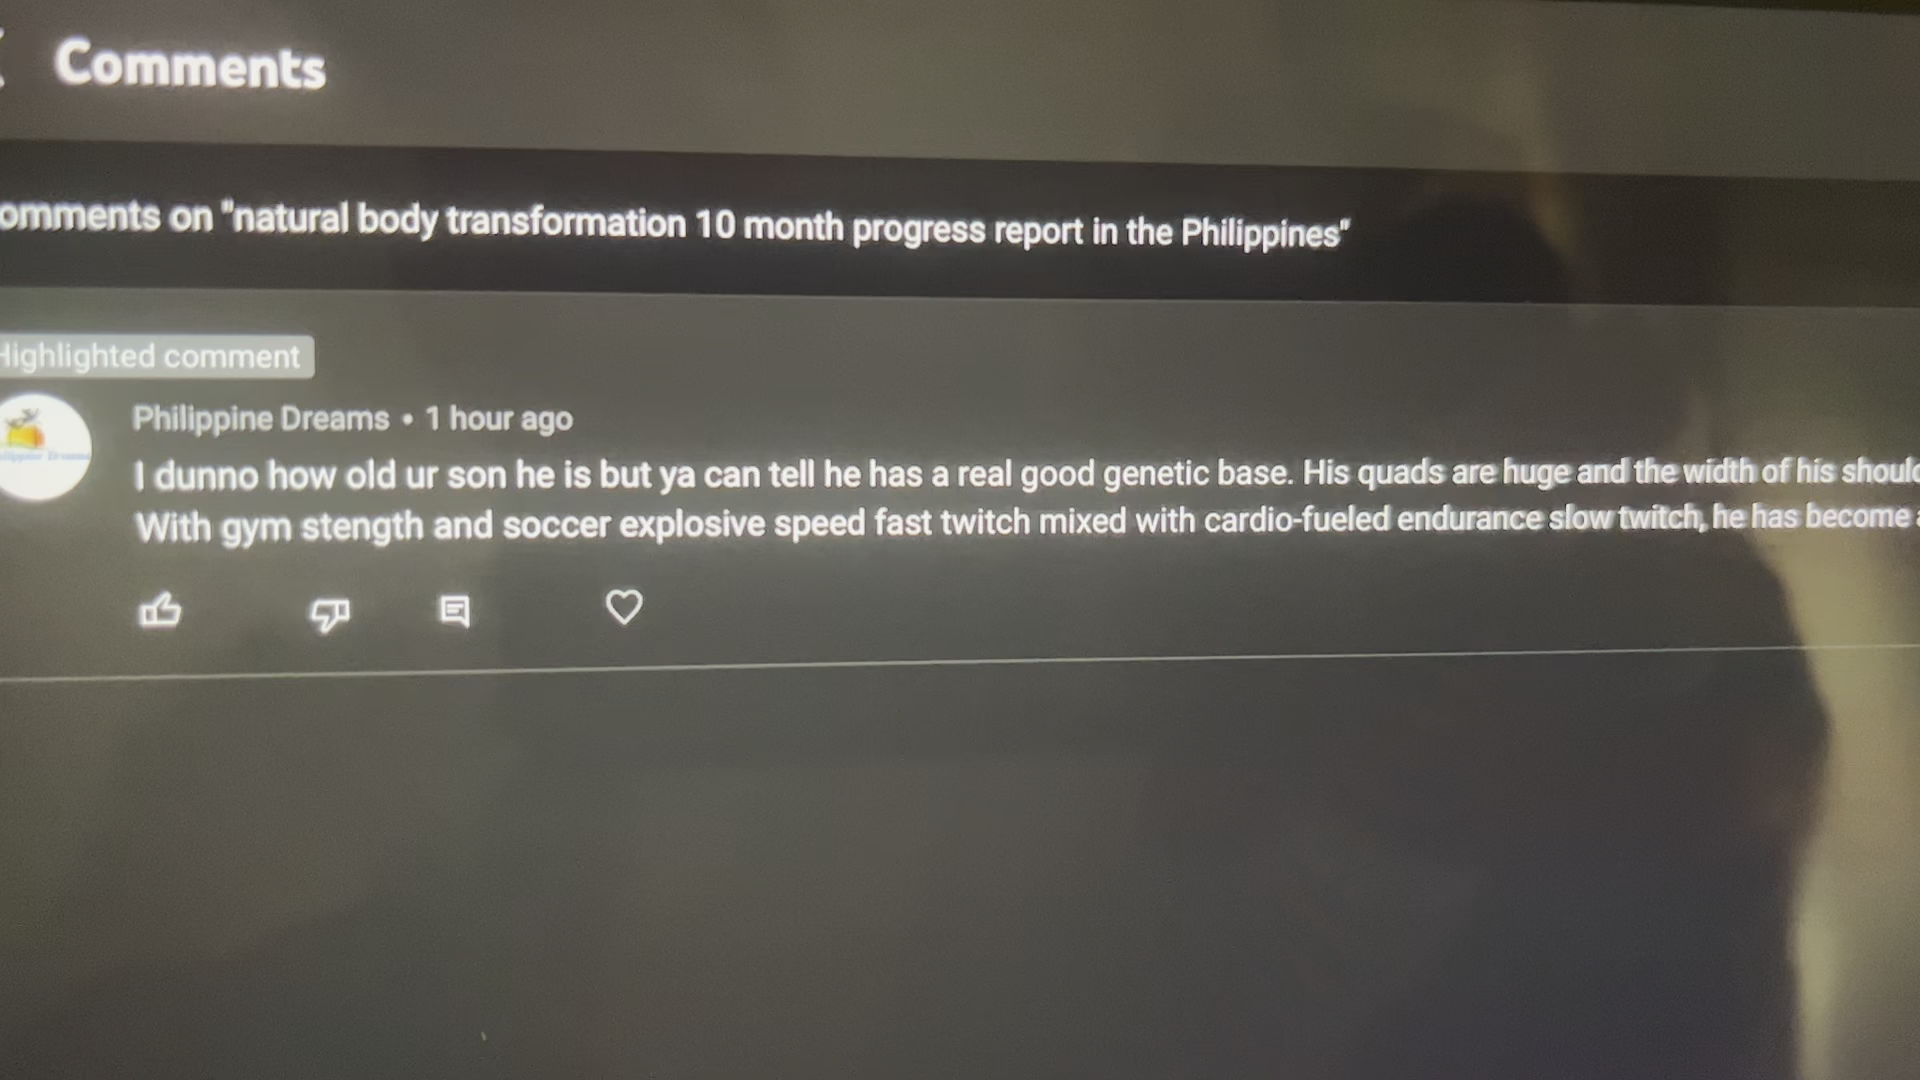 Comments
omments on "natural body transformation 10 month progress report in the Philippines"
Highlighted comment
Philippine Dreams • 1 hour ago
I dunno how old ur son he is but ya can tell he has a real good genetic base. His quads are huge and the width of his should
With gym stength and soccer explosive speed fast twitch mixed with cardio-fueled endurance slow twitch, he has become a